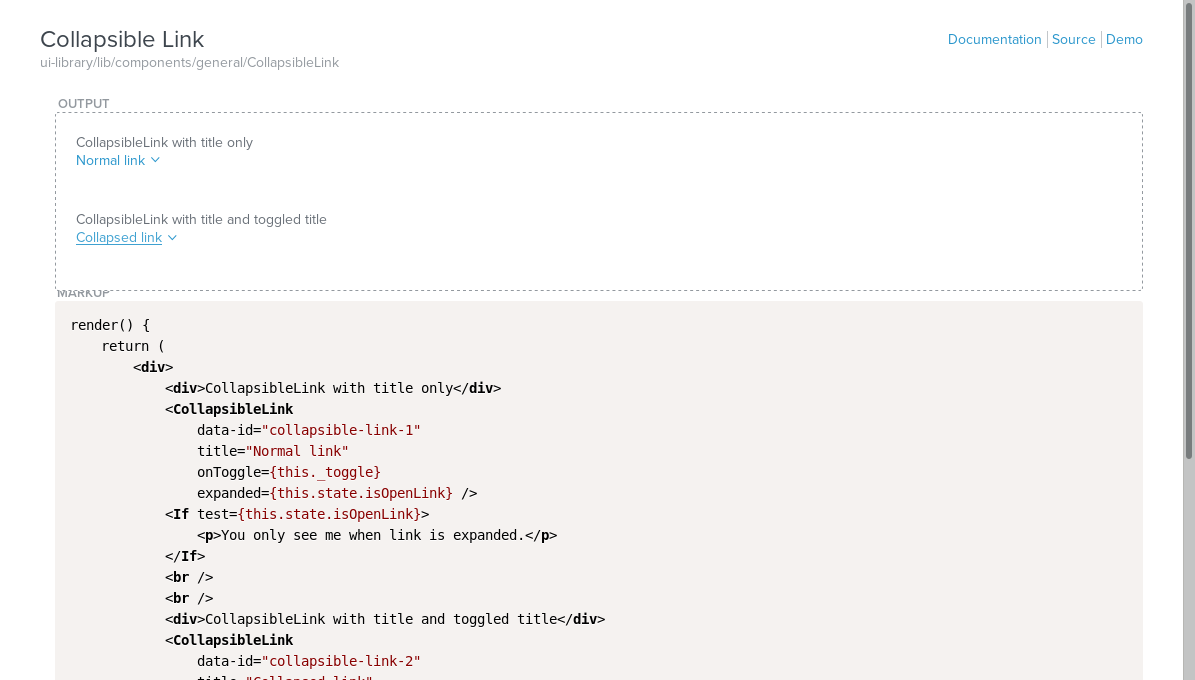 Collapsible Link
Documentation Source Demo
ui-library/lib/components/general/CollapsibleLink
OUTPUT
CollapsibleLink with title only
Normal link
CollapsibleLink with title and toggled title
Collapsed link
MARKUP
render() {
    return (
        <div>
            <div>CollapsibleLink with title only</div>
            <CollapsibleLink
                data-id="collapsible-link-1"
                title="Normal link"
                onToggle={this._toggle}
                expanded={this.state.isOpenLink} />
            <If test={this.state.isOpenLink}>
                <p>You only see me when link is expanded.</p>
            </If>
            <br />
            <br />
            <div>CollapsibleLink with title and toggled title</div>
            <CollapsibleLink
                data-id="collapsible-link-2"
                title="Collapsed link"